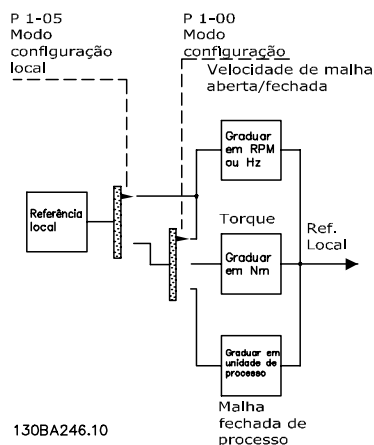 P 1-05
Modo
configuração
local
P 1-00
Modo
configuração
Velocidade de malha
aberta/fechada
Graduar
em RPM
ou Hz
Referência
local
Torque
Graduar
em Nm
Ref.
Local
Graduar em
unidade de
processo
Malha
fechada de
processo
130BA246.10